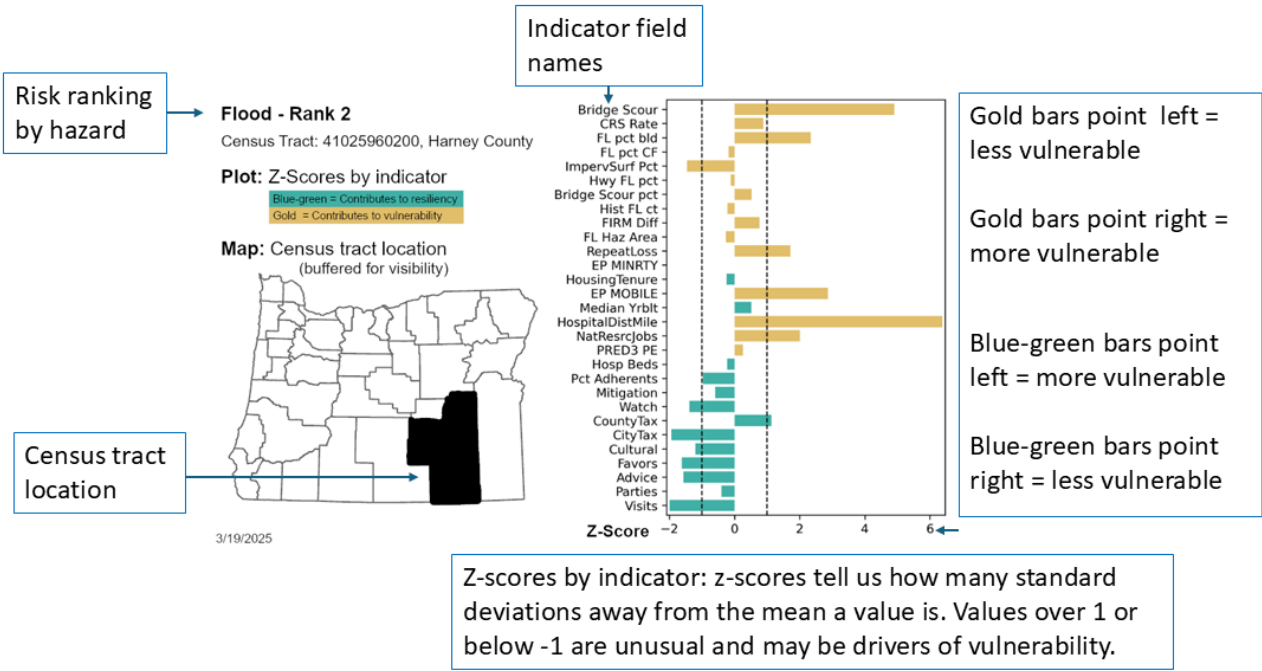 Indicator field
names
Risk ranking
by hazard
Flood - Rank 2
Census Tract: 41025960200, Harney County
Plot: Z-Scores by indicator
Blue-green = Contributes to resiliency
Gold = Contributes to vulnerability
Map: Census tract location
(buffered for visibility)
Census tract
location
3/19/2025
Bridge Scour
CRS Rate
FL pct bld
FL pct CF
ImpervSurf Pct
Hwy FL pct
Bridge Scour pct
Hist FL ct
FIRM Diff
FL Haz Area
RepeatLoss
EP MINRTY
HousingTenure
EP MOBILE
Median Yrblt
HospitalDistMile
NatResrcJobs
PRED3 PE
Hosp Beds
Pct Adherents
Mitigation
Watch
CountyTax
CityTax
Cultural
Favors
Advice
Parties
Visits
Z-Score −2 0 2 4 6
Gold bars point left =
less vulnerable
Gold bars point right =
more vulnerable
Blue-green bars point
left = more vulnerable
Blue-green bars point
right = less vulnerable
Z-scores by indicator: z-scores tell us how many standard
deviations away from the mean a value is. Values over 1 or
below -1 are unusual and may be drivers of vulnerability.